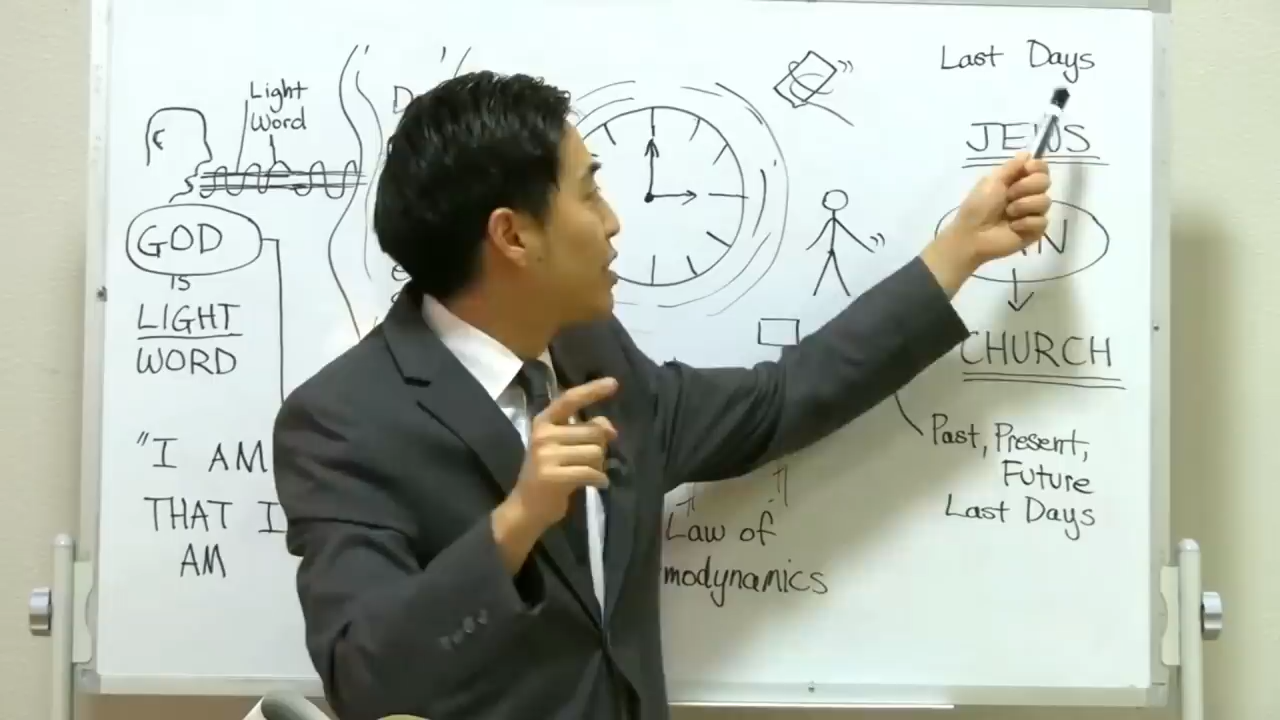 Light
Word
GOD
is
LIGHT
WORD
"I AM
THAT I
AM
Law of
modynamics
Last Days
JEWS
CHURCH
Past, Present,
Future
Last Days